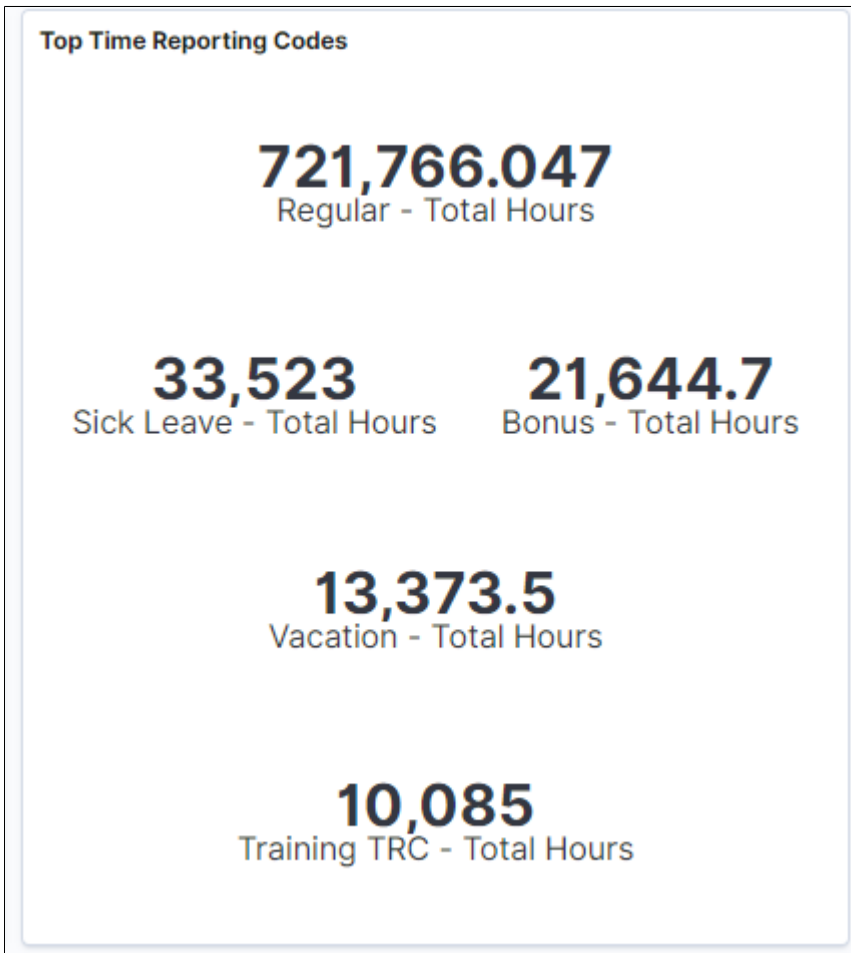 Top Time Reporting Codes
721,766.047
Regular - Total Hours
33,523
Sick Leave - Total Hours
21,644.7
Bonus - Total Hours
13,373.5
Vacation - Total Hours
10,085
Training TRC - Total Hours